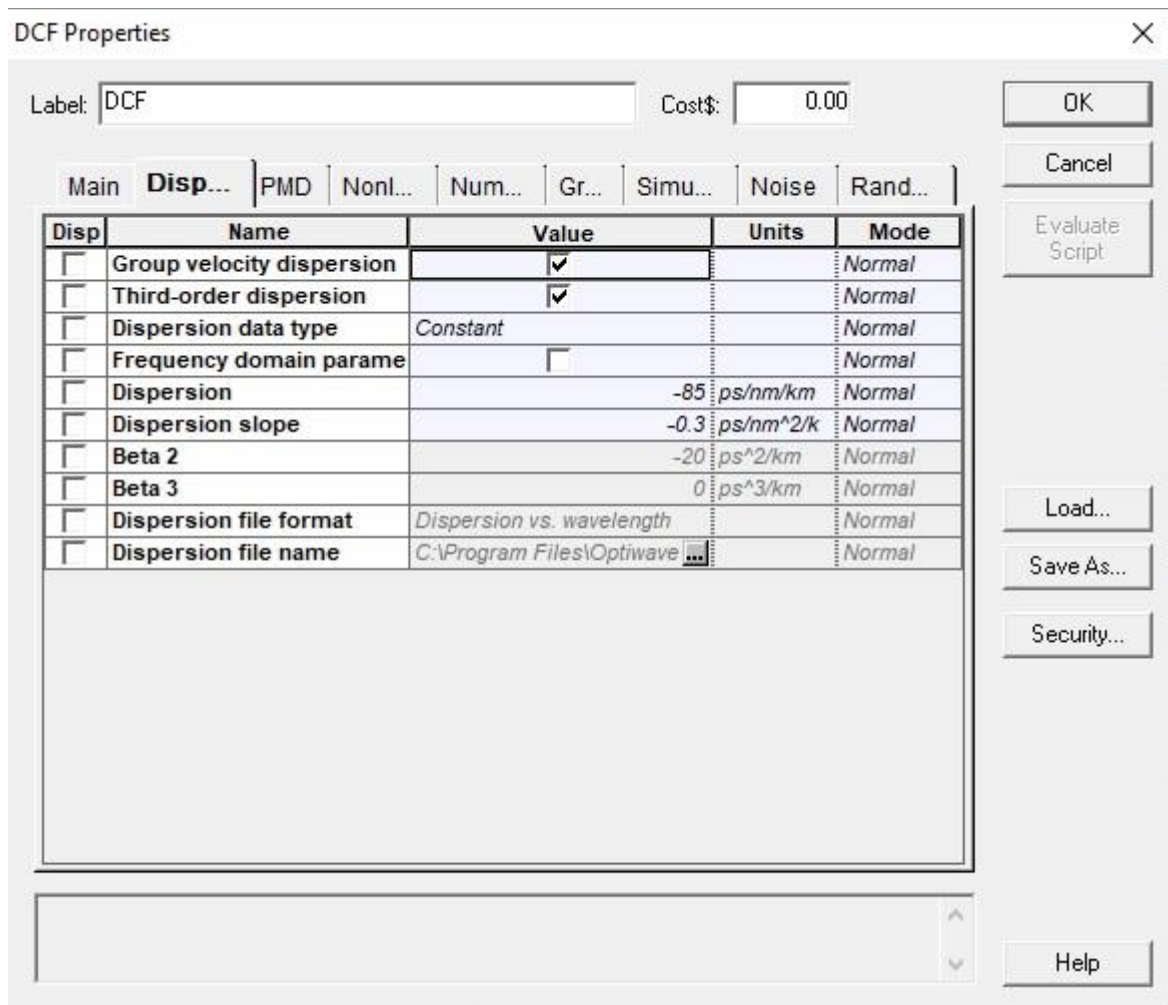 DCF Properties
Label: DCF Cost$: 0.00 OK
Cancel
Main Disp... PMD Nonl... Num... Gr... Simu... Noise Rand...
Evaluate
Script
Disp Name Value Units Mode
Group velocity dispersion Normal
Third-order dispersion Normal
Dispersion data type Constant Normal
Frequency domain parame Normal
Dispersion -85 ps/nm/km Normal
Dispersion slope -0.3 ps/nm^2/k Normal
Beta 2 -20 ps^2/km Normal
Beta 3 0 ps^3/km Normal
Dispersion file format Dispersion vs. wavelength Normal
Dispersion file name C:\Program Files\Optiwave ... Normal
Load...
Save As...
Security...
Help